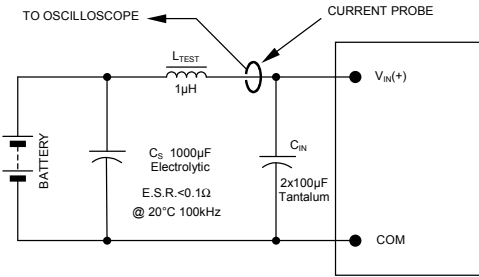 TO OSCILLOSCOPE
CURRENT PROBE
LTEST
1µH
VIN(+)
BATTERY
CS 1000µF
Electrolytic
E.S.R.<0.1Ω
@ 20°C 100kHz
CIN
2x100µF
Tantalum
COM